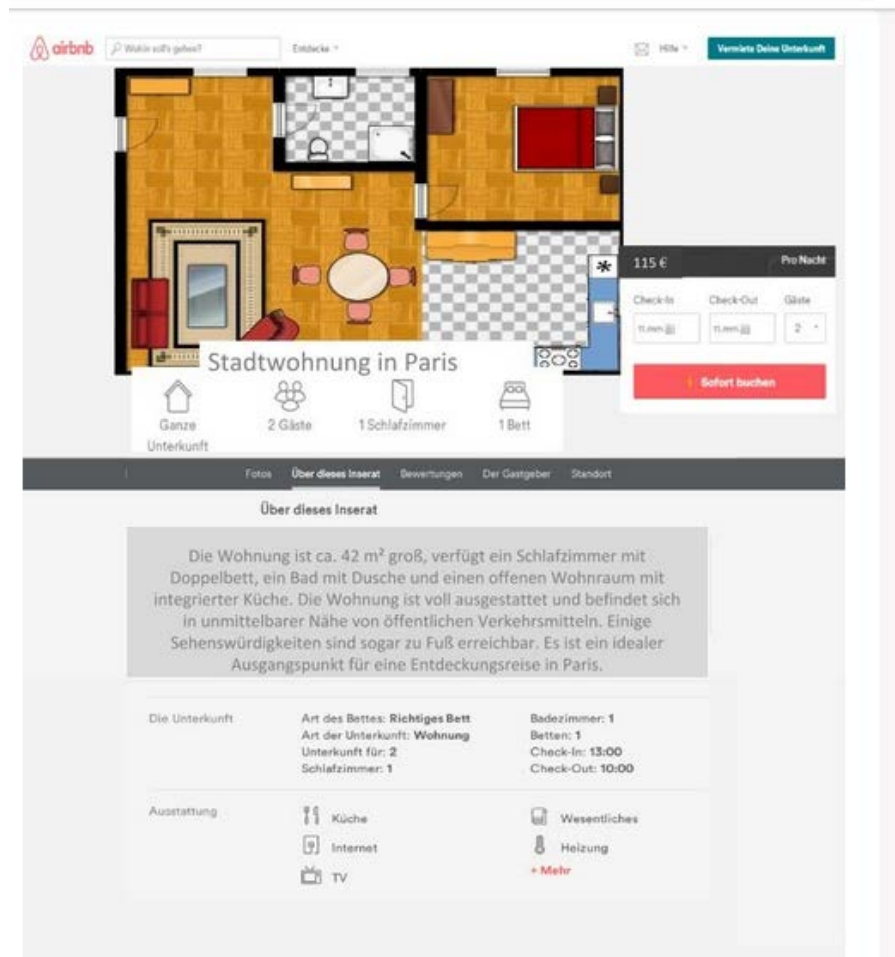 airbnb Wohin soll's gehen? Entdecke Hilfe Vermiete Deine Unterkunft
115 € Pro Nacht
Check-In Check-Out Gäste
2
Sofort buchen
Stadtwohnung in Paris
Ganze Unterkunft
2 Gäste
1 Schlafzimmer
1 Bett
Fotos Über dieses Inserat Bewertungen Der Gastgeber Standort
Über dieses Inserat
Die Wohnung ist ca. 42 m² groß, verfügt ein Schlafzimmer mit
Doppelbett, ein Bad mit Dusche und einen offenen Wohnraum mit
integrierter Küche. Die Wohnung ist voll ausgestattet und befindet sich
in unmittelbarer Nähe von öffentlichen Verkehrsmitteln. Einige
Sehenswürdigkeiten sind sogar zu Fuß erreichbar. Es ist ein idealer
Ausgangspunkt für eine Entdeckungsreise in Paris.
Die Unterkunft
Art des Bettes: Richtiges Bett
Art der Unterkunft: Wohnung
Unterkunft für: 2
Schlafzimmer: 1
Badezimmer: 1
Betten: 1
Check-In: 13:00
Check-Out: 10:00
Ausstattung
Küche
Internet
TV
Wesentliches
Heizung
+ Mehr